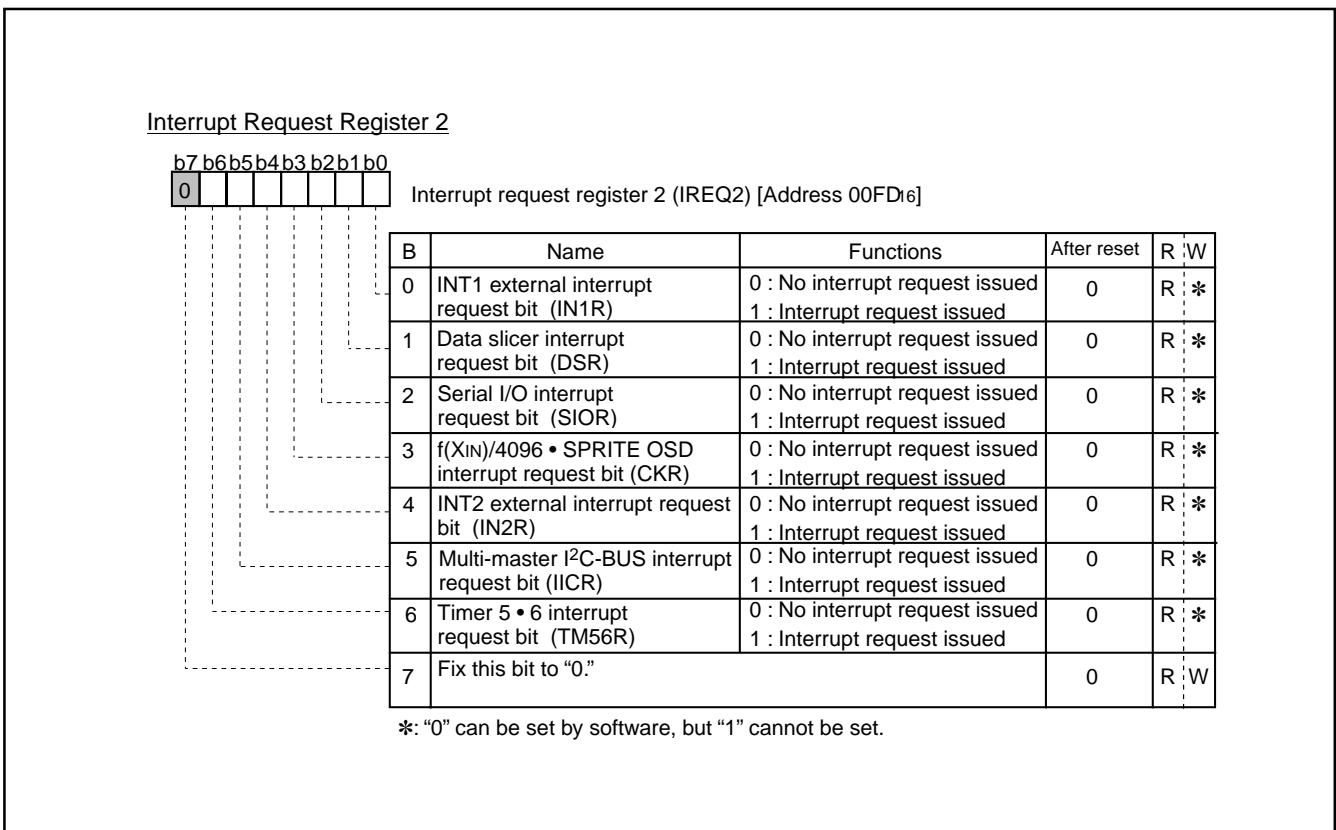 Interrupt Request Register 2
b7 b6 b5 b4 b3 b2 b1 b0
0
Interrupt request register 2 (IREQ2) [Address 00FD16]
B Name Functions After reset R W
0 INT1 external interrupt request bit (IN1R) 0 : No interrupt request issued 0 R ✻
1 : Interrupt request issued
1 Data slicer interrupt request bit (DSR) 0 : No interrupt request issued 0 R ✻
1 : Interrupt request issued
2 Serial I/O interrupt request bit (SIOR) 0 : No interrupt request issued 0 R ✻
1 : Interrupt request issued
3 f(XIN)/4096 • SPRITE OSD interrupt request bit (CKR) 0 : No interrupt request issued 0 R ✻
1 : Interrupt request issued
4 INT2 external interrupt request bit (IN2R) 0 : No interrupt request issued 0 R ✻
1 : Interrupt request issued
5 Multi-master I²C-BUS interrupt request bit (IICR) 0 : No interrupt request issued 0 R ✻
1 : Interrupt request issued
6 Timer 5 • 6 interrupt request bit (TM56R) 0 : No interrupt request issued 0 R ✻
1 : Interrupt request issued
7 Fix this bit to “0.” 0 R W
✻: “0” can be set by software, but “1” cannot be set.